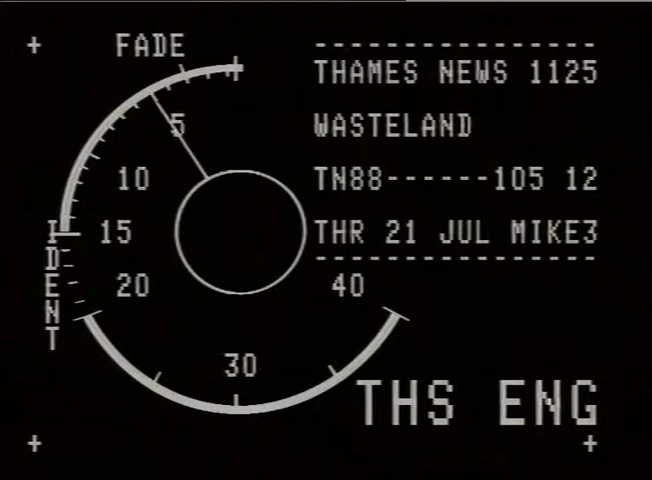 FADE
---------------
THAMES NEWS 1125
WASTELAND
TN88------105 12
THR 21 JUL MIKE3
----------------
5
10
15
20
30
40
IDENT
THS ENG